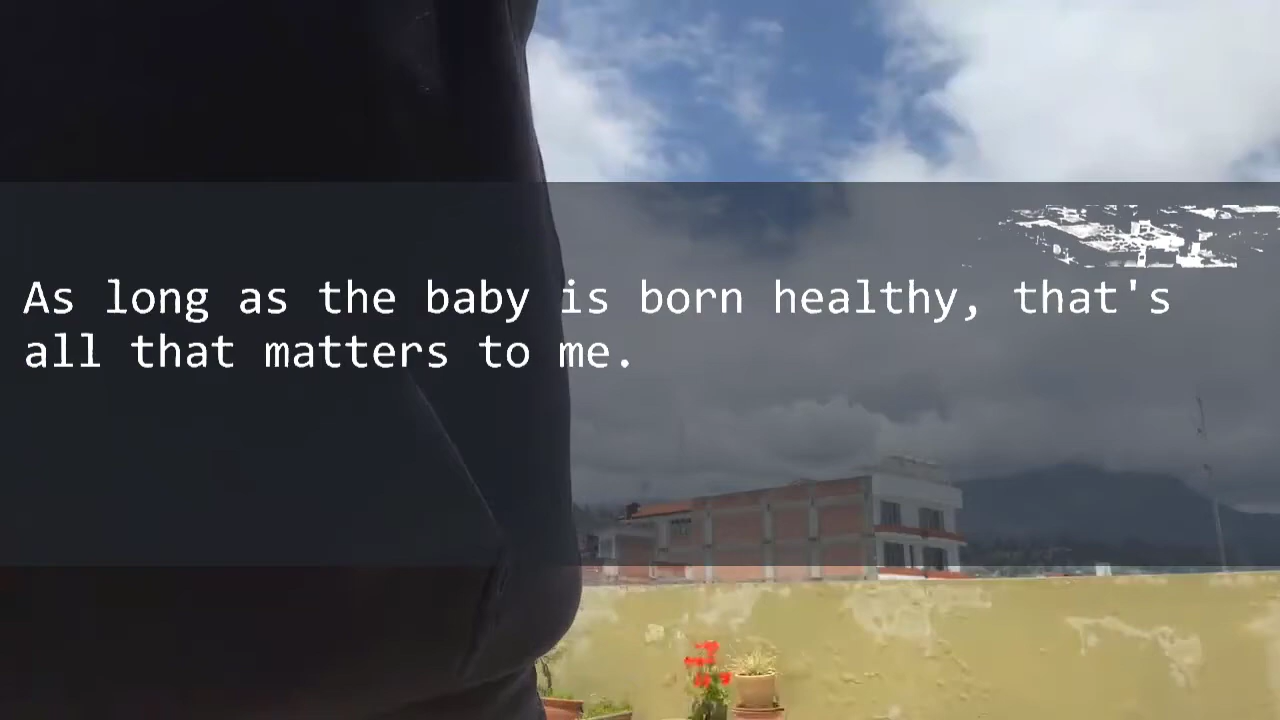 As long as the baby is born healthy, that's
all that matters to me.